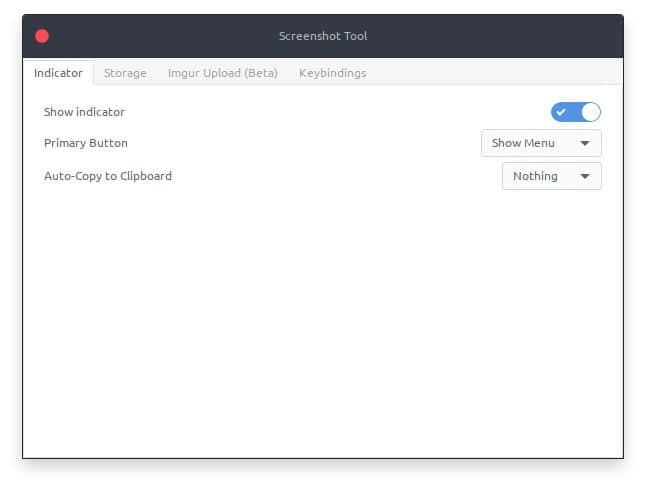 Screenshot Tool
Indicator Storage Imgur Upload (Beta) Keybindings
Show indicator
Primary Button Show Menu
Auto-Copy to Clipboard Nothing